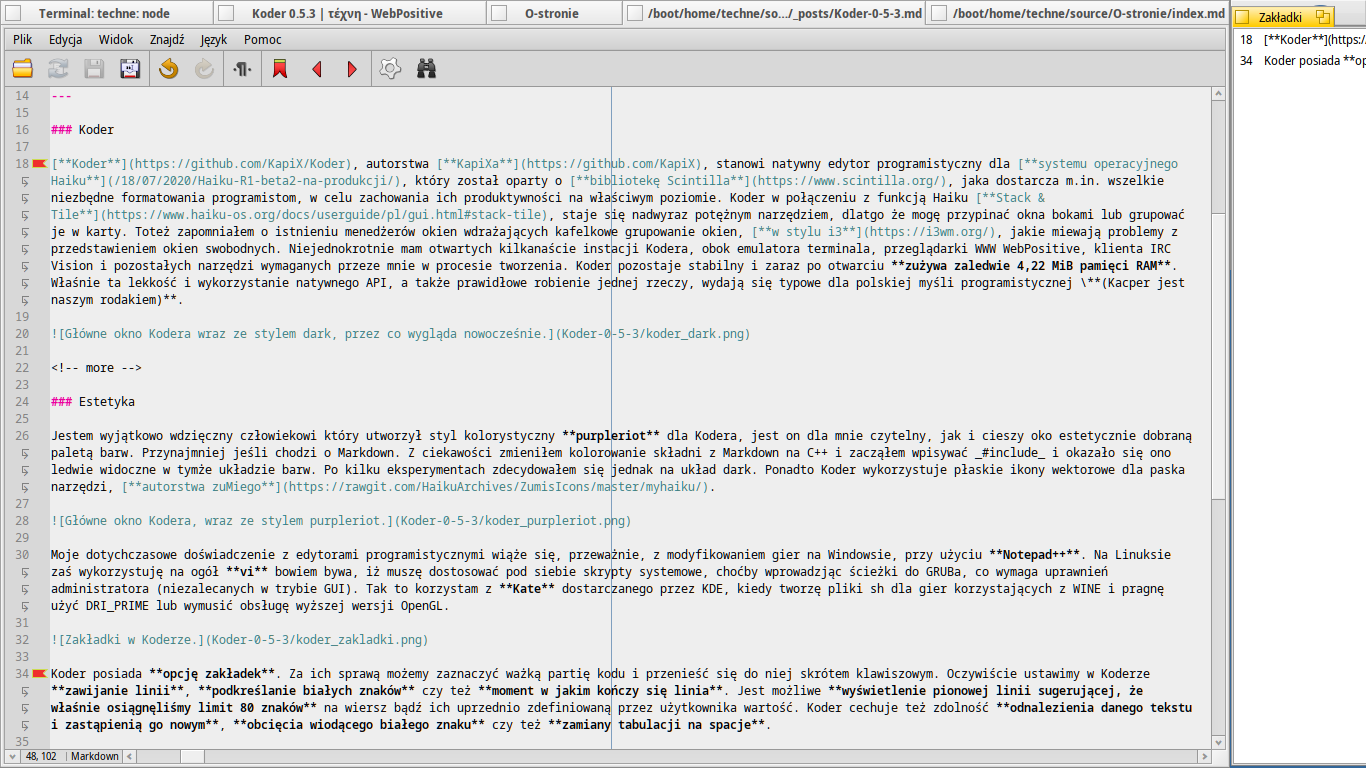 Terminal: techne: node
Koder 0.5.3 | τέχνη - WebPositive
O-stronie
/boot/home/techne/so.../_posts/Koder-0-5-3.md
/boot/home/techne/source/O-stronie/index.md
Zakładki
Plik Edycja Widok Znajdź Język Pomoc
18 [**Koder**](https:/
34 Koder posiada **op
14 ---
15
16 ### Koder
17
18 [**Koder**](https://github.com/KapiX/Koder), autorstwa [**KapiXa**](https://github.com/KapiX), stanowi natywny edytor programistyczny dla [**systemu operacyjnego
Haiku**](/18/07/2020/Haiku-R1-beta2-na-produkcji/), który został oparty o [**bibliotekę Scintilla**](https://www.scintilla.org/), jaka dostarcza m.in. wszelkie
niezbędne formatowania programistom, w celu zachowania ich produktywności na właściwym poziomie. Koder w połączeniu z funkcją Haiku [**Stack &
Tile**](https://www.haiku-os.org/docs/userguide/pl/gui.html#stack-tile), staje się nadwyraz potężnym narzędziem, dlatgo że mogę przypinać okna bokami lub grupować
je w karty. Toteż zapomniałem o istnieniu menedżerów okien wdrażających kafelkowe grupowanie okien, [**w stylu i3**](https://i3wm.org/), jakie miewają problemy z
przedstawieniem okien swobodnych. Niejednokrotnie mam otwartych kilkanaście instacji Kodera, obok emulatora terminala, przeglądarki WWW WebPositive, klienta IRC
Vision i pozostałych narzędzi wymaganych przeze mnie w procesie tworzenia. Koder pozostaje stabilny i zaraz po otwarciu **zużywa zaledwie 4,22 MiB pamięci RAM**.
Właśnie ta lekkość i wykorzystanie natywnego API, a także prawidłowe robienie jednej rzeczy, wydają się typowe dla polskiej myśli programistycznej \**(Kacper jest
naszym rodakiem)**.
19
20 ![Główne okno Kodera wraz ze stylem dark, przez co wygląda nowocześnie.](Koder-0-5-3/koder_dark.png)
21
22 <!-- more -->
23
24 ### Estetyka
25
26 Jestem wyjątkowo wdzięczny człowiekowi który utworzył styl kolorystyczny **purpleriot** dla Kodera, jest on dla mnie czytelny, jak i cieszy oko estetycznie dobraną
paletą barw. Przynajmniej jeśli chodzi o Markdown. Z ciekawości zmieniłem kolorowanie składni z Markdown na C++ i zacząłem wpisywać _#include_ i okazało się ono
ledwie widoczne w tymże układzie barw. Po kilku eksperymentach zdecydowałem się jednak na układ dark. Ponadto Koder wykorzystuje płaskie ikony wektorowe dla paska
narzędzi, [**autorstwa zuMiego**](https://rawgit.com/HaikuArchives/ZumisIcons/master/myhaiku/).
27
28 ![Główne okno Kodera, wraz ze stylem purpleriot.](Koder-0-5-3/koder_purpleriot.png)
29
30 Moje dotychczasowe doświadczenie z edytorami programistycznymi wiąże się, przeważnie, z modyfikowaniem gier na Windowsie, przy użyciu **Notepad++**. Na Linuksie
zaś wykorzystuję na ogół **vi** bowiem bywa, iż muszę dostosować pod siebie skrypty systemowe, choćby wprowadzjąc ścieżki do GRUBa, co wymaga uprawnień
administratora (niezalecanych w trybie GUI). Tak to korzystam z **Kate** dostarczanego przez KDE, kiedy tworzę pliki sh dla gier korzystających z WINE i pragnę
użyć DRI_PRIME lub wymusić obsługę wyższej wersji OpenGL.
31
32 ![Zakładki w Koderze.](Koder-0-5-3/koder_zakladki.png)
33
34 Koder posiada **opcję zakładek**. Za ich sprawą możemy zaznaczyć ważką partię kodu i przenieść się do niej skrótem klawiszowym. Oczywiście ustawimy w Koderze
**zawijanie linii**, **podkreślanie białych znaków** czy też **moment w jakim kończy się linia**. Jest możliwe **wyświetlenie pionowej linii sugerującej, że
właśnie osiągnęliśmy limit 80 znaków** na wiersz bądź ich uprzednio zdefiniowaną przez użytkownika wartość. Koder cechuje też zdolność **odnalezienia danego tekstu
i zastąpienią go nowym**, **obcięcia wiodącego białego znaku** czy też **zamiany tabulacji na spacje**.
35
48, 102 Markdown